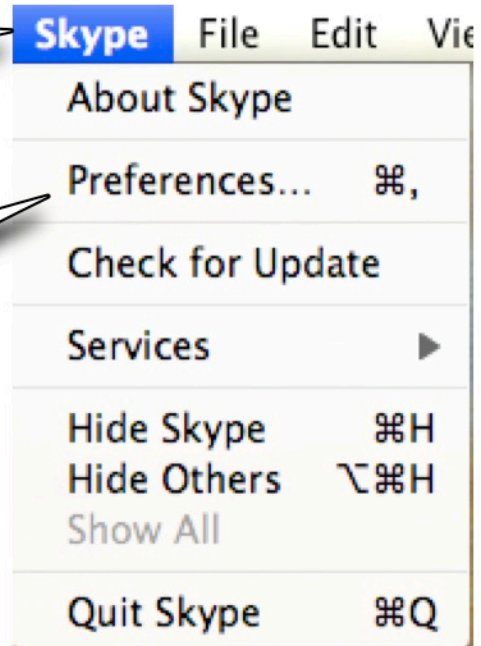 Skype File Edit Vie
About Skype
Preferences... ⌘,
Check for Update
Services ▶
Hide Skype ⌘H
Hide Others ⌥⌘H
Show All
Quit Skype ⌘Q